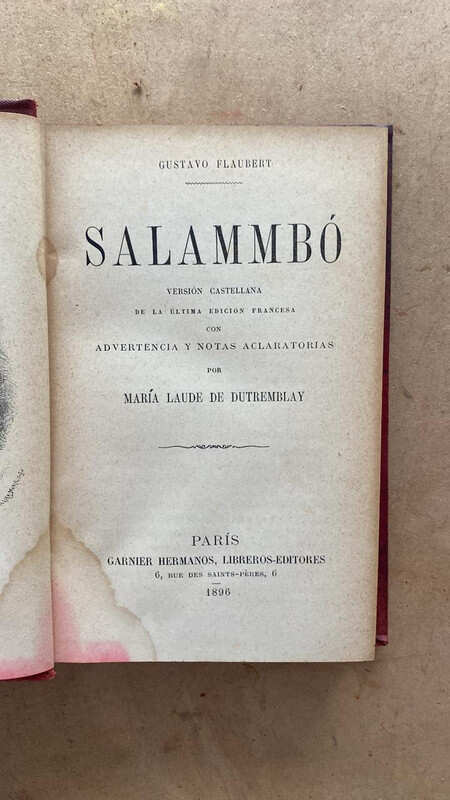 GUSTAVO FLAUBERT
SALAMMBÓ
VERSIÓN CASTELLANA
DE LA ÚLTIMA EDICION FRANCESA
CON
ADVERTENCIA Y NOTAS ACLARATORIAS
POR
MARÍA LAUDE DE DUTREMBLAY
PARÍS
GARNIER HERMANOS, LIBREROS-EDITORES
6, RUE DES SAINTS-PÈRES, 6
1896